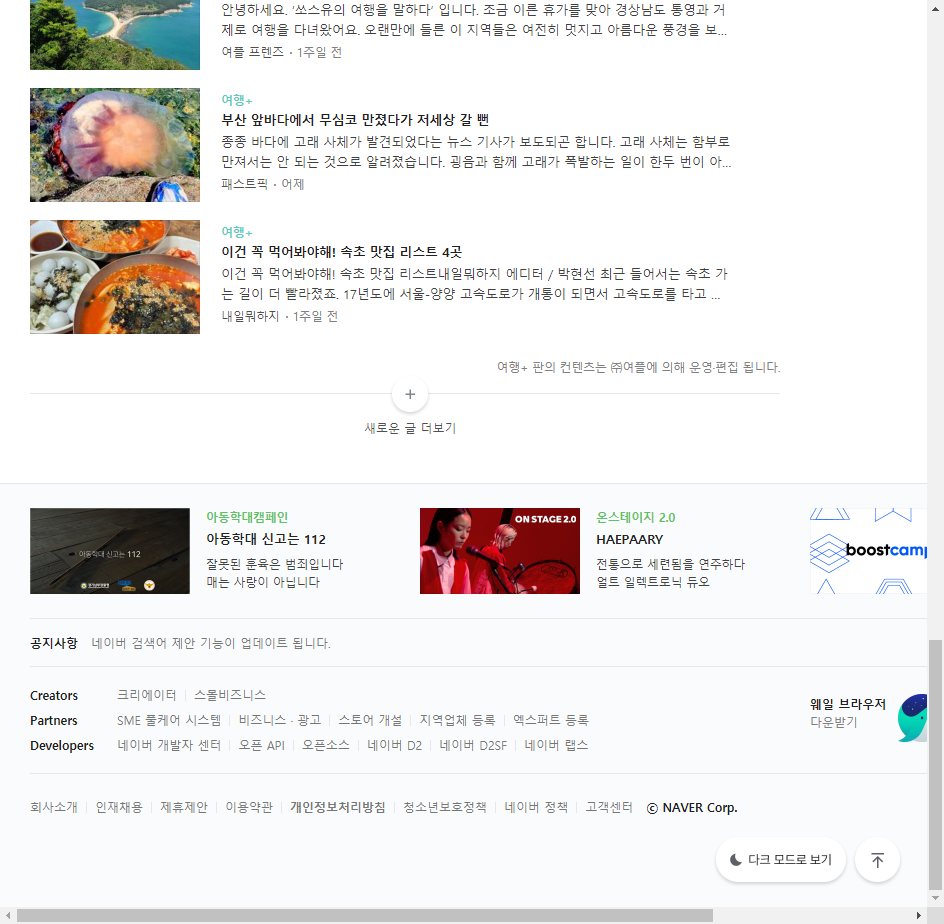 안녕하세요. '쏘스유의 여행을 말하다' 입니다. 조금 이른 휴가를 맞아 경상남도 통영과 거
제로 여행을 다녀왔어요. 오랜만에 들른 이 지역들은 여전히 멋지고 아름다운 풍경을 보...
여플 프렌즈 · 1주일 전
여행+
부산 앞바다에서 무심코 만졌다가 저세상 갈 뻔
종종 바다에 고래 사체가 발견되었다는 뉴스 기사가 보도되곤 합니다. 고래 사체는 함부로
만져서는 안 되는 것으로 알려졌습니다. 굉음과 함께 고래가 폭발하는 일이 한두 번이 아...
패스트픽 · 어제
여행+
이건 꼭 먹어봐야해! 속초 맛집 리스트 4곳
이건 꼭 먹어봐야해! 속초 맛집 리스트내일뭐하지 에디터 / 박현선 최근 들어서는 속초 가
는 길이 더 빨라졌죠. 17년도에 서울-양양 고속도로가 개통이 되면서 고속도로를 타고 ...
내일뭐하지 · 1주일 전
여행+ 판의 컨텐츠는 ㈜여플에 의해 운영·편집 됩니다.
새로운 글 더보기
아동학대 신고는 112
아동학대캠페인
아동학대 신고는 112
잘못된 훈육은 범죄입니다
매는 사랑이 아닙니다
ON STAGE 2.0
온스테이지 2.0
HAEPAARY
전통으로 세련됨을 연주하다
얼트 일렉트로닉 듀오
boostcamp
공지사항 네이버 검색어 제안 기능이 업데이트 됩니다.
Creators 크리에이터 스몰비즈니스
Partners SME 풀케어 시스템 비즈니스 · 광고 스토어 개설 지역업체 등록 엑스퍼트 등록
Developers 네이버 개발자 센터 오픈 API 오픈소스 네이버 D2 네이버 D2SF 네이버 랩스
웨일 브라우저
다운받기
회사소개 인재채용 제휴제안 이용약관 개인정보처리방침 청소년보호정책 네이버 정책 고객센터 ⓒ NAVER Corp.
다크 모드로 보기